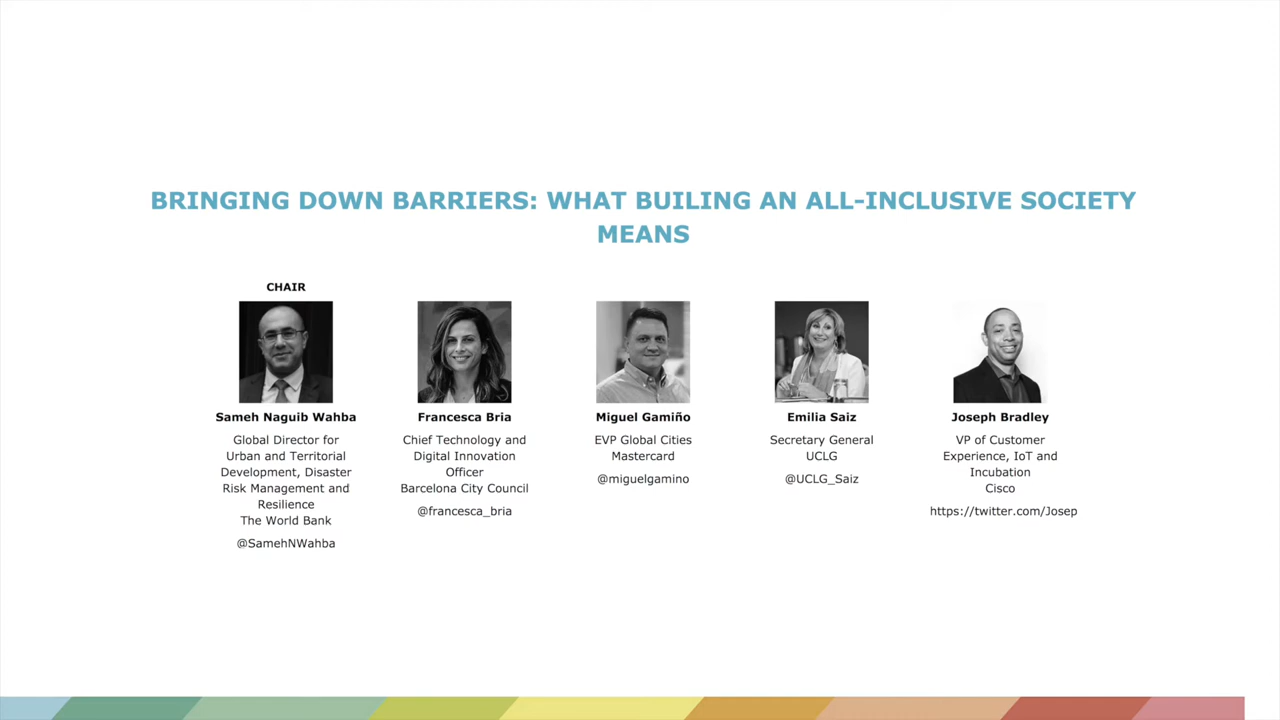 BRINGING DOWN BARRIERS: WHAT BUILING AN ALL-INCLUSIVE SOCIETY
MEANS
CHAIR
Sameh Naguib Wahba
Global Director for
Urban and Territorial
Development, Disaster
Risk Management and
Resilience
The World Bank
@SamehNWahba
Francesca Bria
Chief Technology and
Digital Innovation
Officer
Barcelona City Council
@francesca_bria
Miguel Gamiño
EVP Global Cities
Mastercard
@miguelgamino
Emilia Saiz
Secretary General
UCLG
@UCLG_Saiz
Joseph Bradley
VP of Customer
Experience, IoT and
Incubation
Cisco
https://twitter.com/Josep